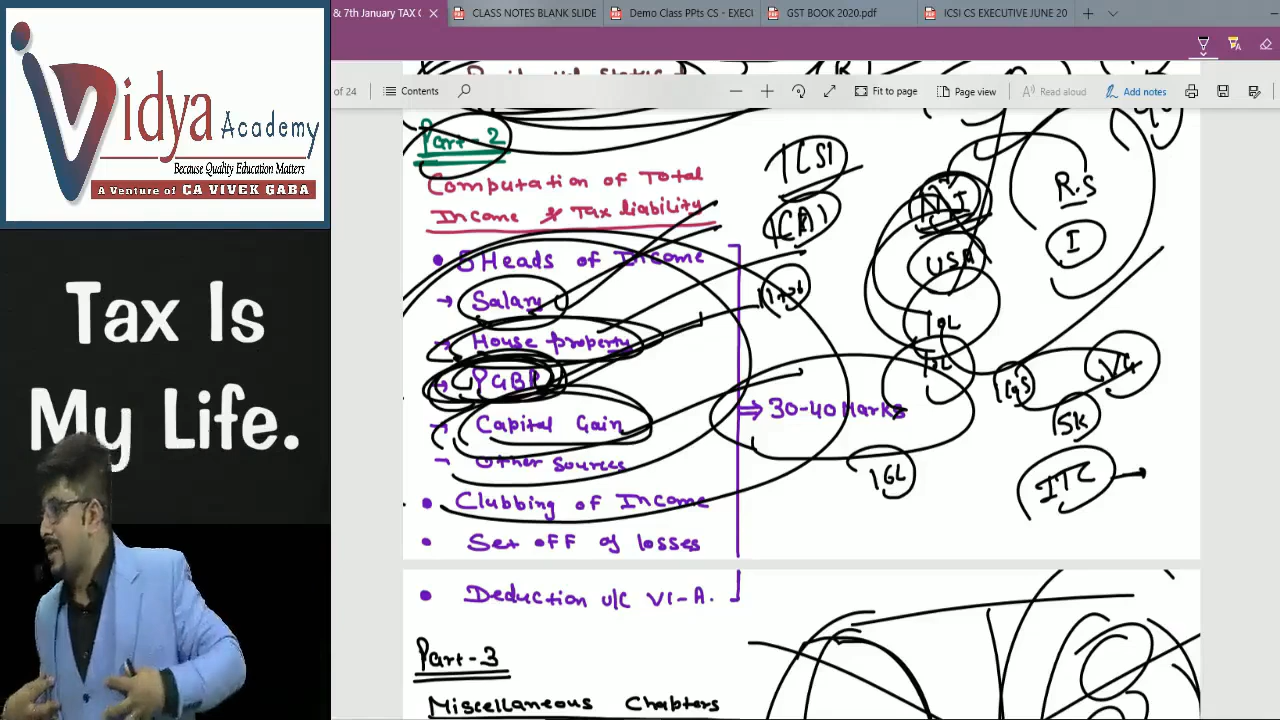 & 7th January TAX C
CLASS NOTES BLANK SLIDE
Demo Class PPts CS - EXECU
GST BOOK 2020.pdf
ICSI CS EXECUTIVE JUNE 20
of 24
Contents
Fit to page
Page view
Read aloud
Add notes
Vidya Academy
Because Quality Education Matters
A Venture of CA VIVEK GABA
Tax Is
My Life.
Part-2
Computation of Total
Income & Tax liability
• 5 Heads of Income
→ Salary
→ House property
→ PGBP
→ Capital Gain
→ Other sources
• Clubbing of Income
• Set off of losses
• Deduction u/c VI-A.
⇒ 30-40 Marks
ICSI
ICAI
USA
R.S
I
VG
SK
ITC →
Part-3
Miscellaneous Chapters